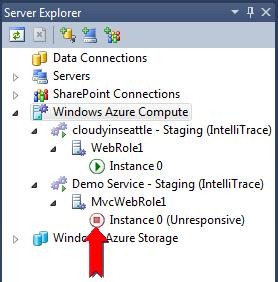 Server Explorer
Data Connections
Servers
SharePoint Connections
Windows Azure Compute
cloudyinseattle - Staging (IntelliTrace)
WebRole1
Instance 0
Demo Service - Staging (IntelliTrace)
MvcWebRole1
Instance 0 (Unresponsive)
Windows Azure Storage